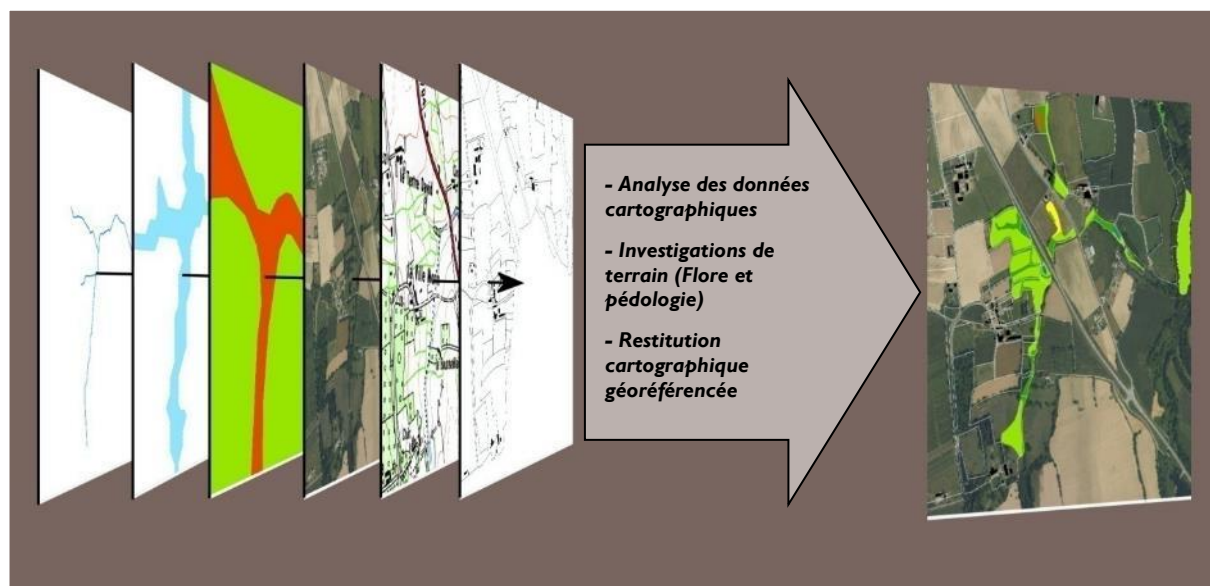 - Analyse des données
cartographiques
- Investigations de
terrain (Flore et
pédologie)
- Restitution
cartographique
géoréférencée